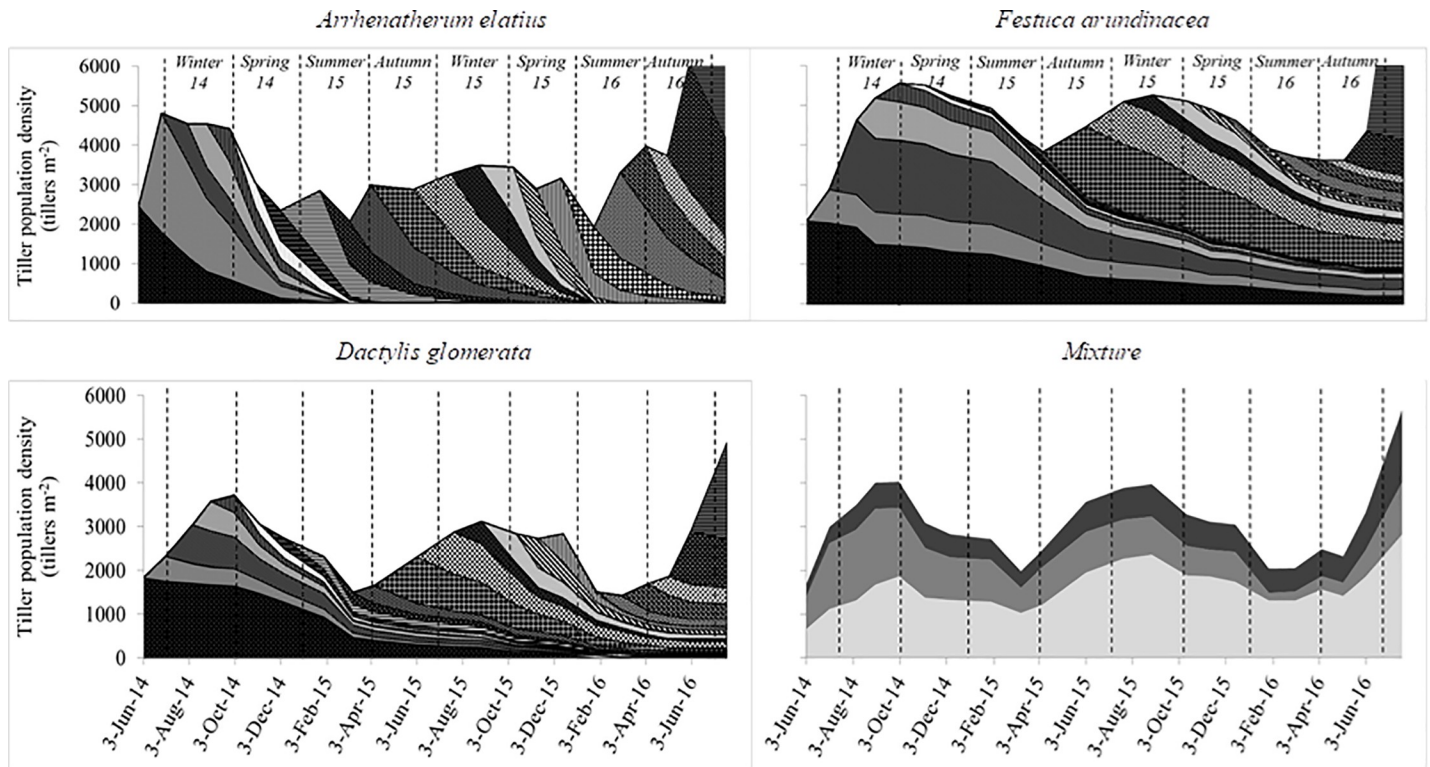 Arrhenatherum elatius
Festuca arundinacea
Winter Spring Summer Autumn Winter Spring Summer Autumn
14 14 15 15 15 15 16 16
Winter Spring Summer Autumn Winter Spring Summer Autumn
14 14 15 15 15 15 16 16
6000
5000
4000
3000
2000
1000
0
Tiller population density
(tillers m-2)
Dactylis glomerata
Mixture
6000
5000
4000
3000
2000
1000
0
Tiller population density
(tillers m-2)
3-Jun-14
3-Aug-14
3-Oct-14
3-Dec-14
3-Feb-15
3-Apr-15
3-Jun-15
3-Aug-15
3-Oct-15
3-Dec-15
3-Feb-16
3-Apr-16
3-Jun-16
3-Jun-14
3-Aug-14
3-Oct-14
3-Dec-14
3-Feb-15
3-Apr-15
3-Jun-15
3-Aug-15
3-Oct-15
3-Dec-15
3-Feb-16
3-Apr-16
3-Jun-16